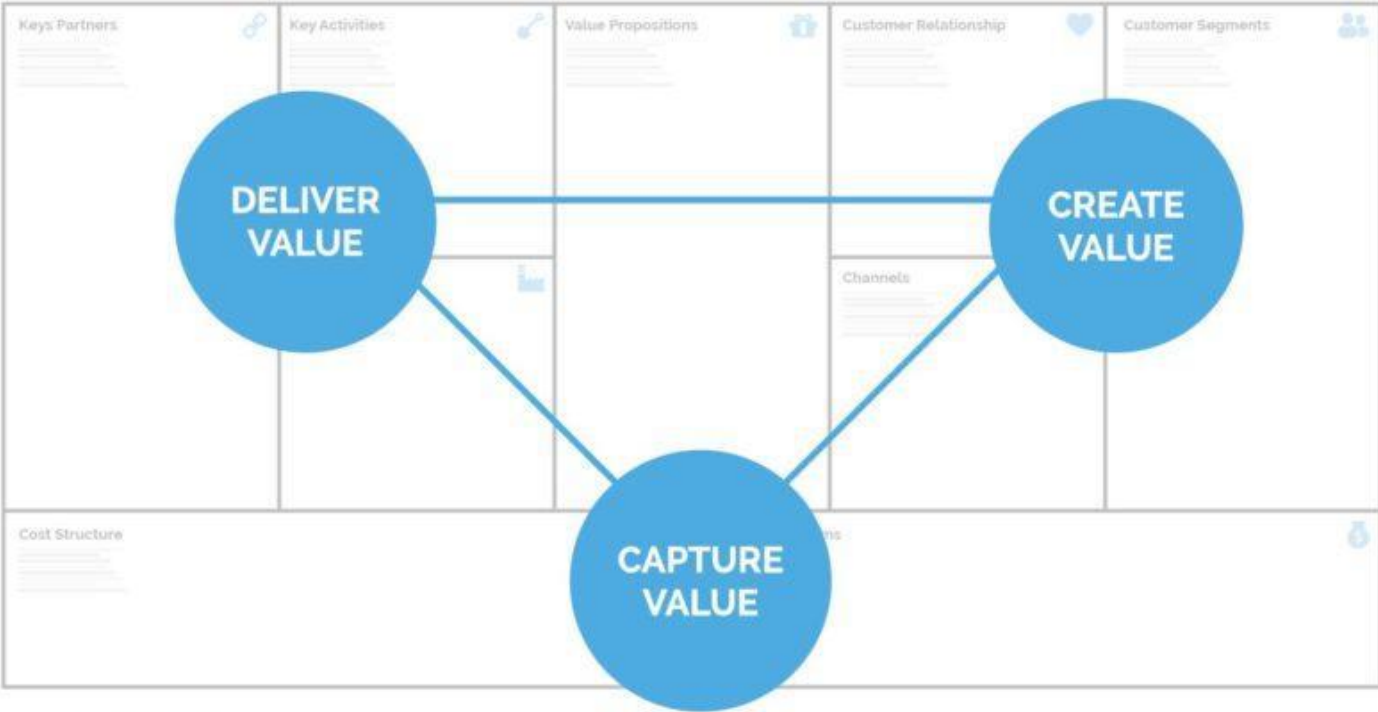 Keys Partners
Key Activities
Value Propositions
Customer Relationship
Customer Segments
DELIVER
VALUE
CREATE
VALUE
Channels
Cost Structure
ns
CAPTURE
VALUE